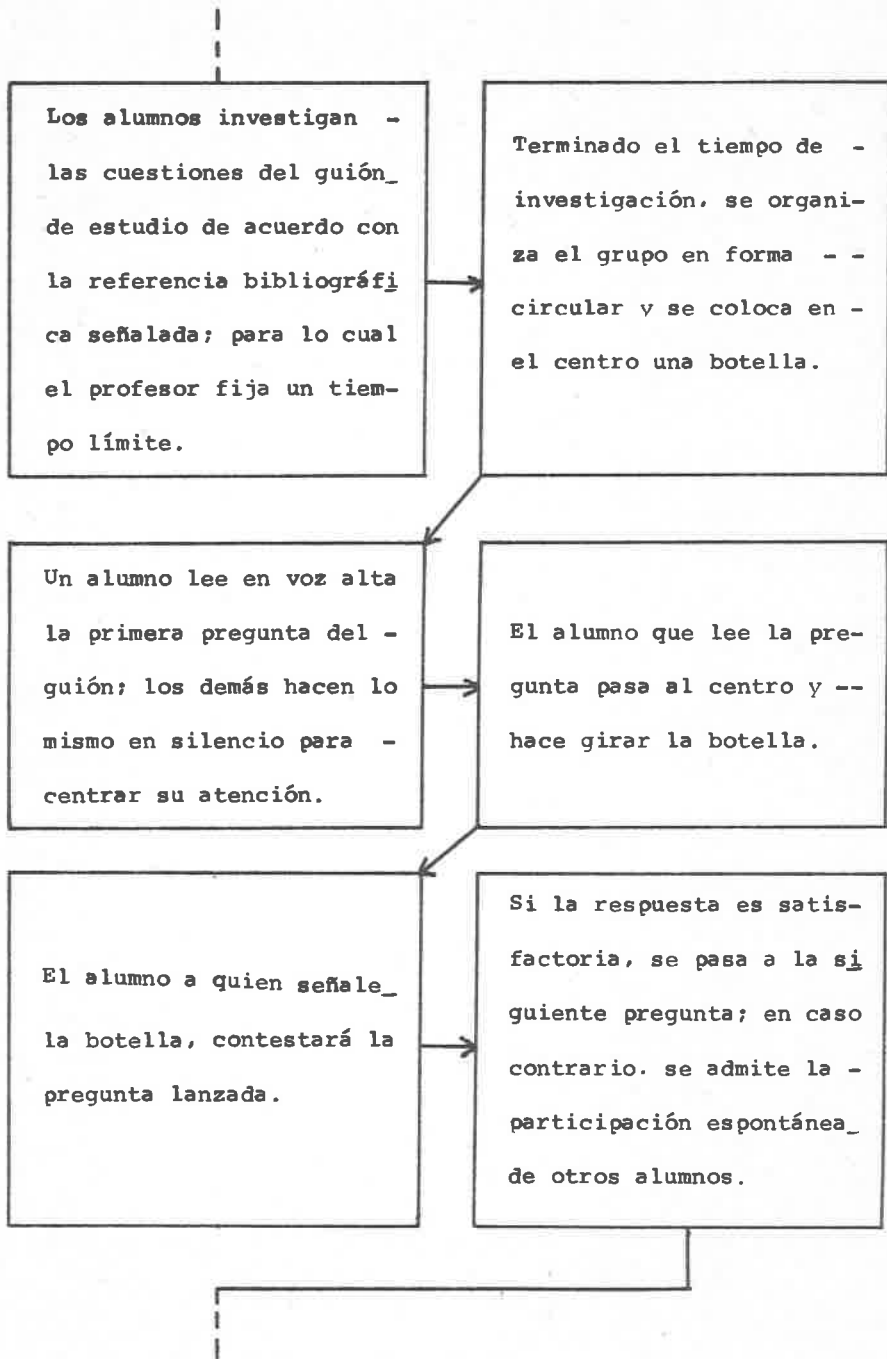 Los alumnos investigan -
las cuestiones del guión_
de estudio de acuerdo con
la referencia bibliográfi
ca señalada; para lo cual
el profesor fija un tiem-
po límite.
Terminado el tiempo de -
investigación. se organi-
za el grupo en forma - -
circular y se coloca en -
el centro una botella.
Un alumno lee en voz alta
la primera pregunta del -
guión; los demás hacen lo
mismo en silencio para -
centrar su atención.
El alumno que lee la pre-
gunta pasa al centro y --
hace girar la botella.
El alumno a quien señale_
la botella, contestará la
pregunta lanzada.
Si la respuesta es satis-
factoria, se pasa a la si
guiente pregunta; en caso
contrario. se admite la -
participación espontánea_
de otros alumnos.